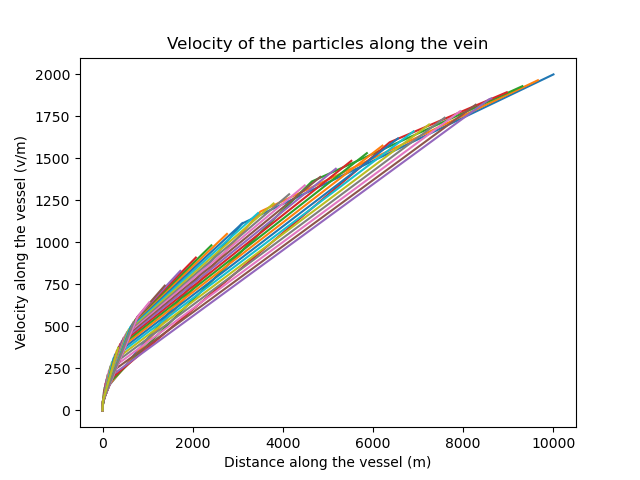 Velocity of the particles along the vein
2000
1750
1500
1250
1000
750
500
250
0
Velocity along the vessel (v/m)
0 2000 4000 6000 8000 10000
Distance along the vessel (m)